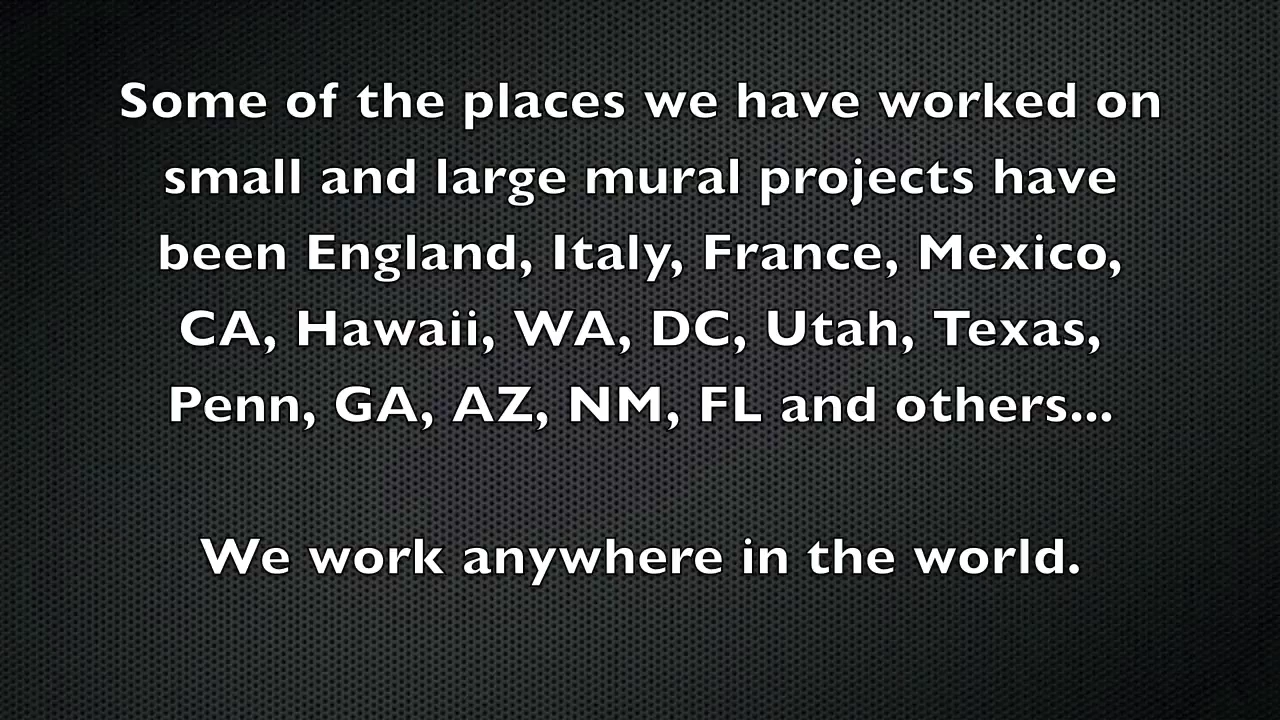 Some of the places we have worked on
small and large mural projects have
been England, Italy, France, Mexico,
CA, Hawaii, WA, DC, Utah, Texas,
Penn, GA, AZ, NM, FL and others...
We work anywhere in the world.